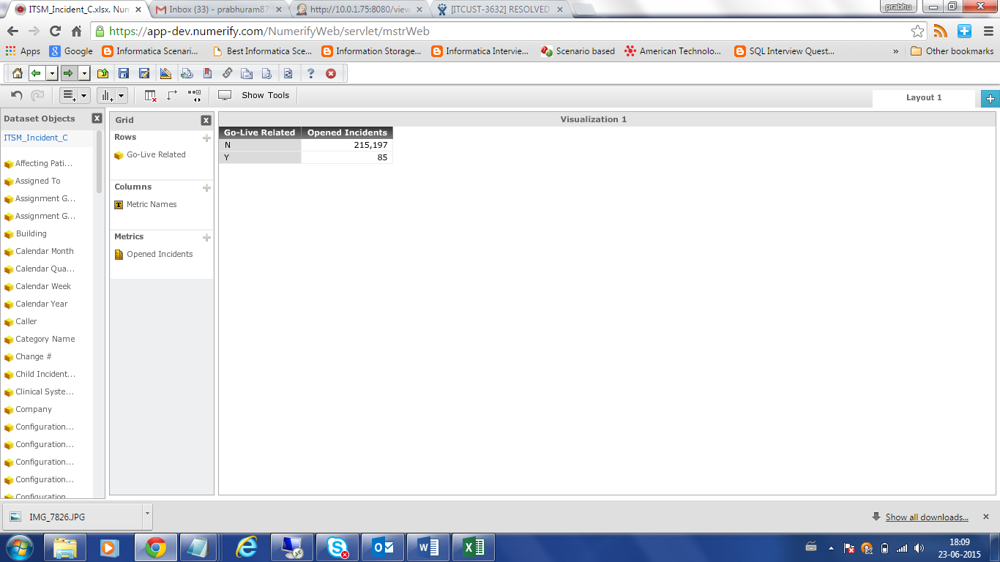 ITSM_Incident_C.xlsx. Num
Inbox (33) - prabhuram87
http://10.0.1.75:8080/view
[ITCUST-3632] RESOLVED
prabhu
https://app-dev.numerify.com/NumerifyWeb/servlet/mstrWeb
Apps
Google
Informatica Scenari...
Best Informatica Sce...
Information Storage...
Informatica Intervie...
Scenario based
American Technolo...
SQL Interview Quest...
»
Other bookmarks
Show Tools
Layout 1
Dataset Objects
ITSM_Incident_C
Affecting Pati...
Assigned To
Assignment G...
Assignment G...
Building
Calendar Month
Calendar Qua...
Calendar Week
Calendar Year
Caller
Category Name
Change #
Child Incident...
Clinical Syste...
Company
Configuration...
Configuration...
Configuration...
Configuration...
Configuration
Grid
Rows
Go-Live Related
Columns
Metric Names
Metrics
Opened Incidents
Visualization 1
Go-Live Related Opened Incidents
N 215,197
Y 85
IMG_7826.JPG
Show all downloads...
18:09
23-06-2015